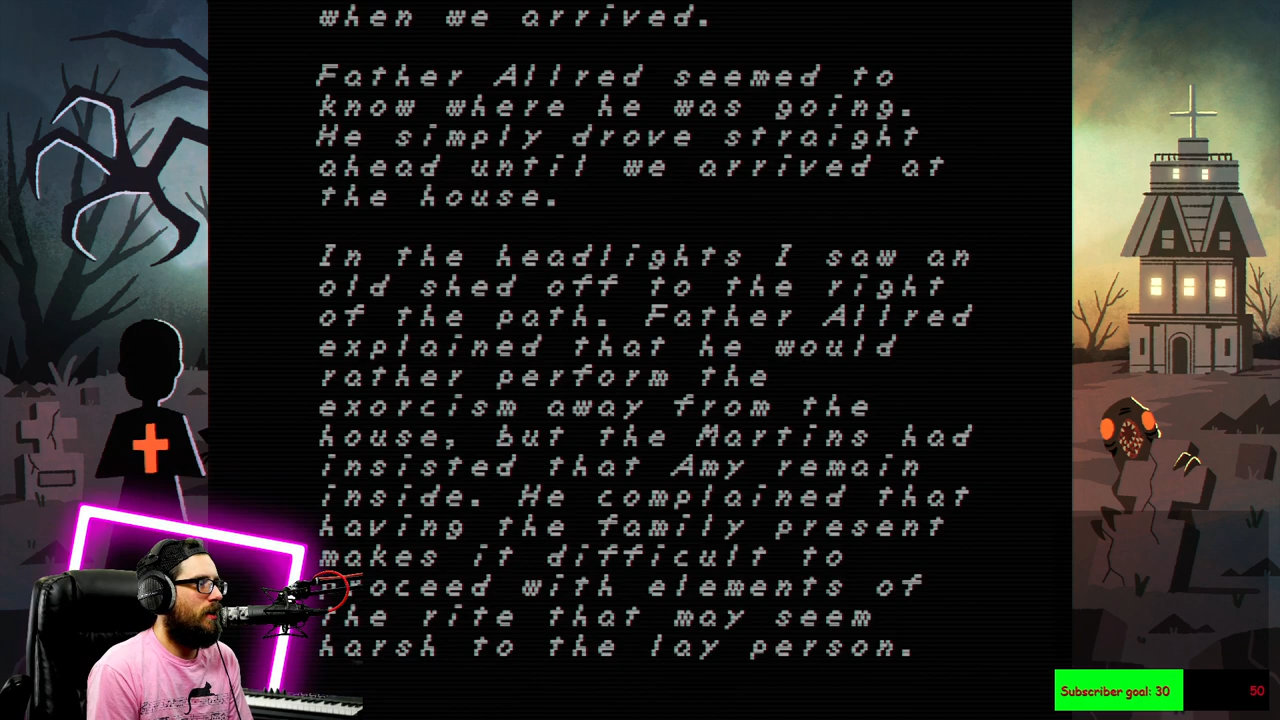 when we arrived.
Father Allred seemed to
know where he was going.
He simply drove straight
ahead until we arrived at
the house.
In the headlights I saw an
old shed off to the right
of the path. Father Allred
explained that he would
rather perform the
exorcism away from the
house, but the Martins had
insisted that Amy remain
inside. He complained that
having the family present
makes it difficult to
proceed with elements of
the rite that may seem
harsh to the lay person.
Subscriber goal: 30 50